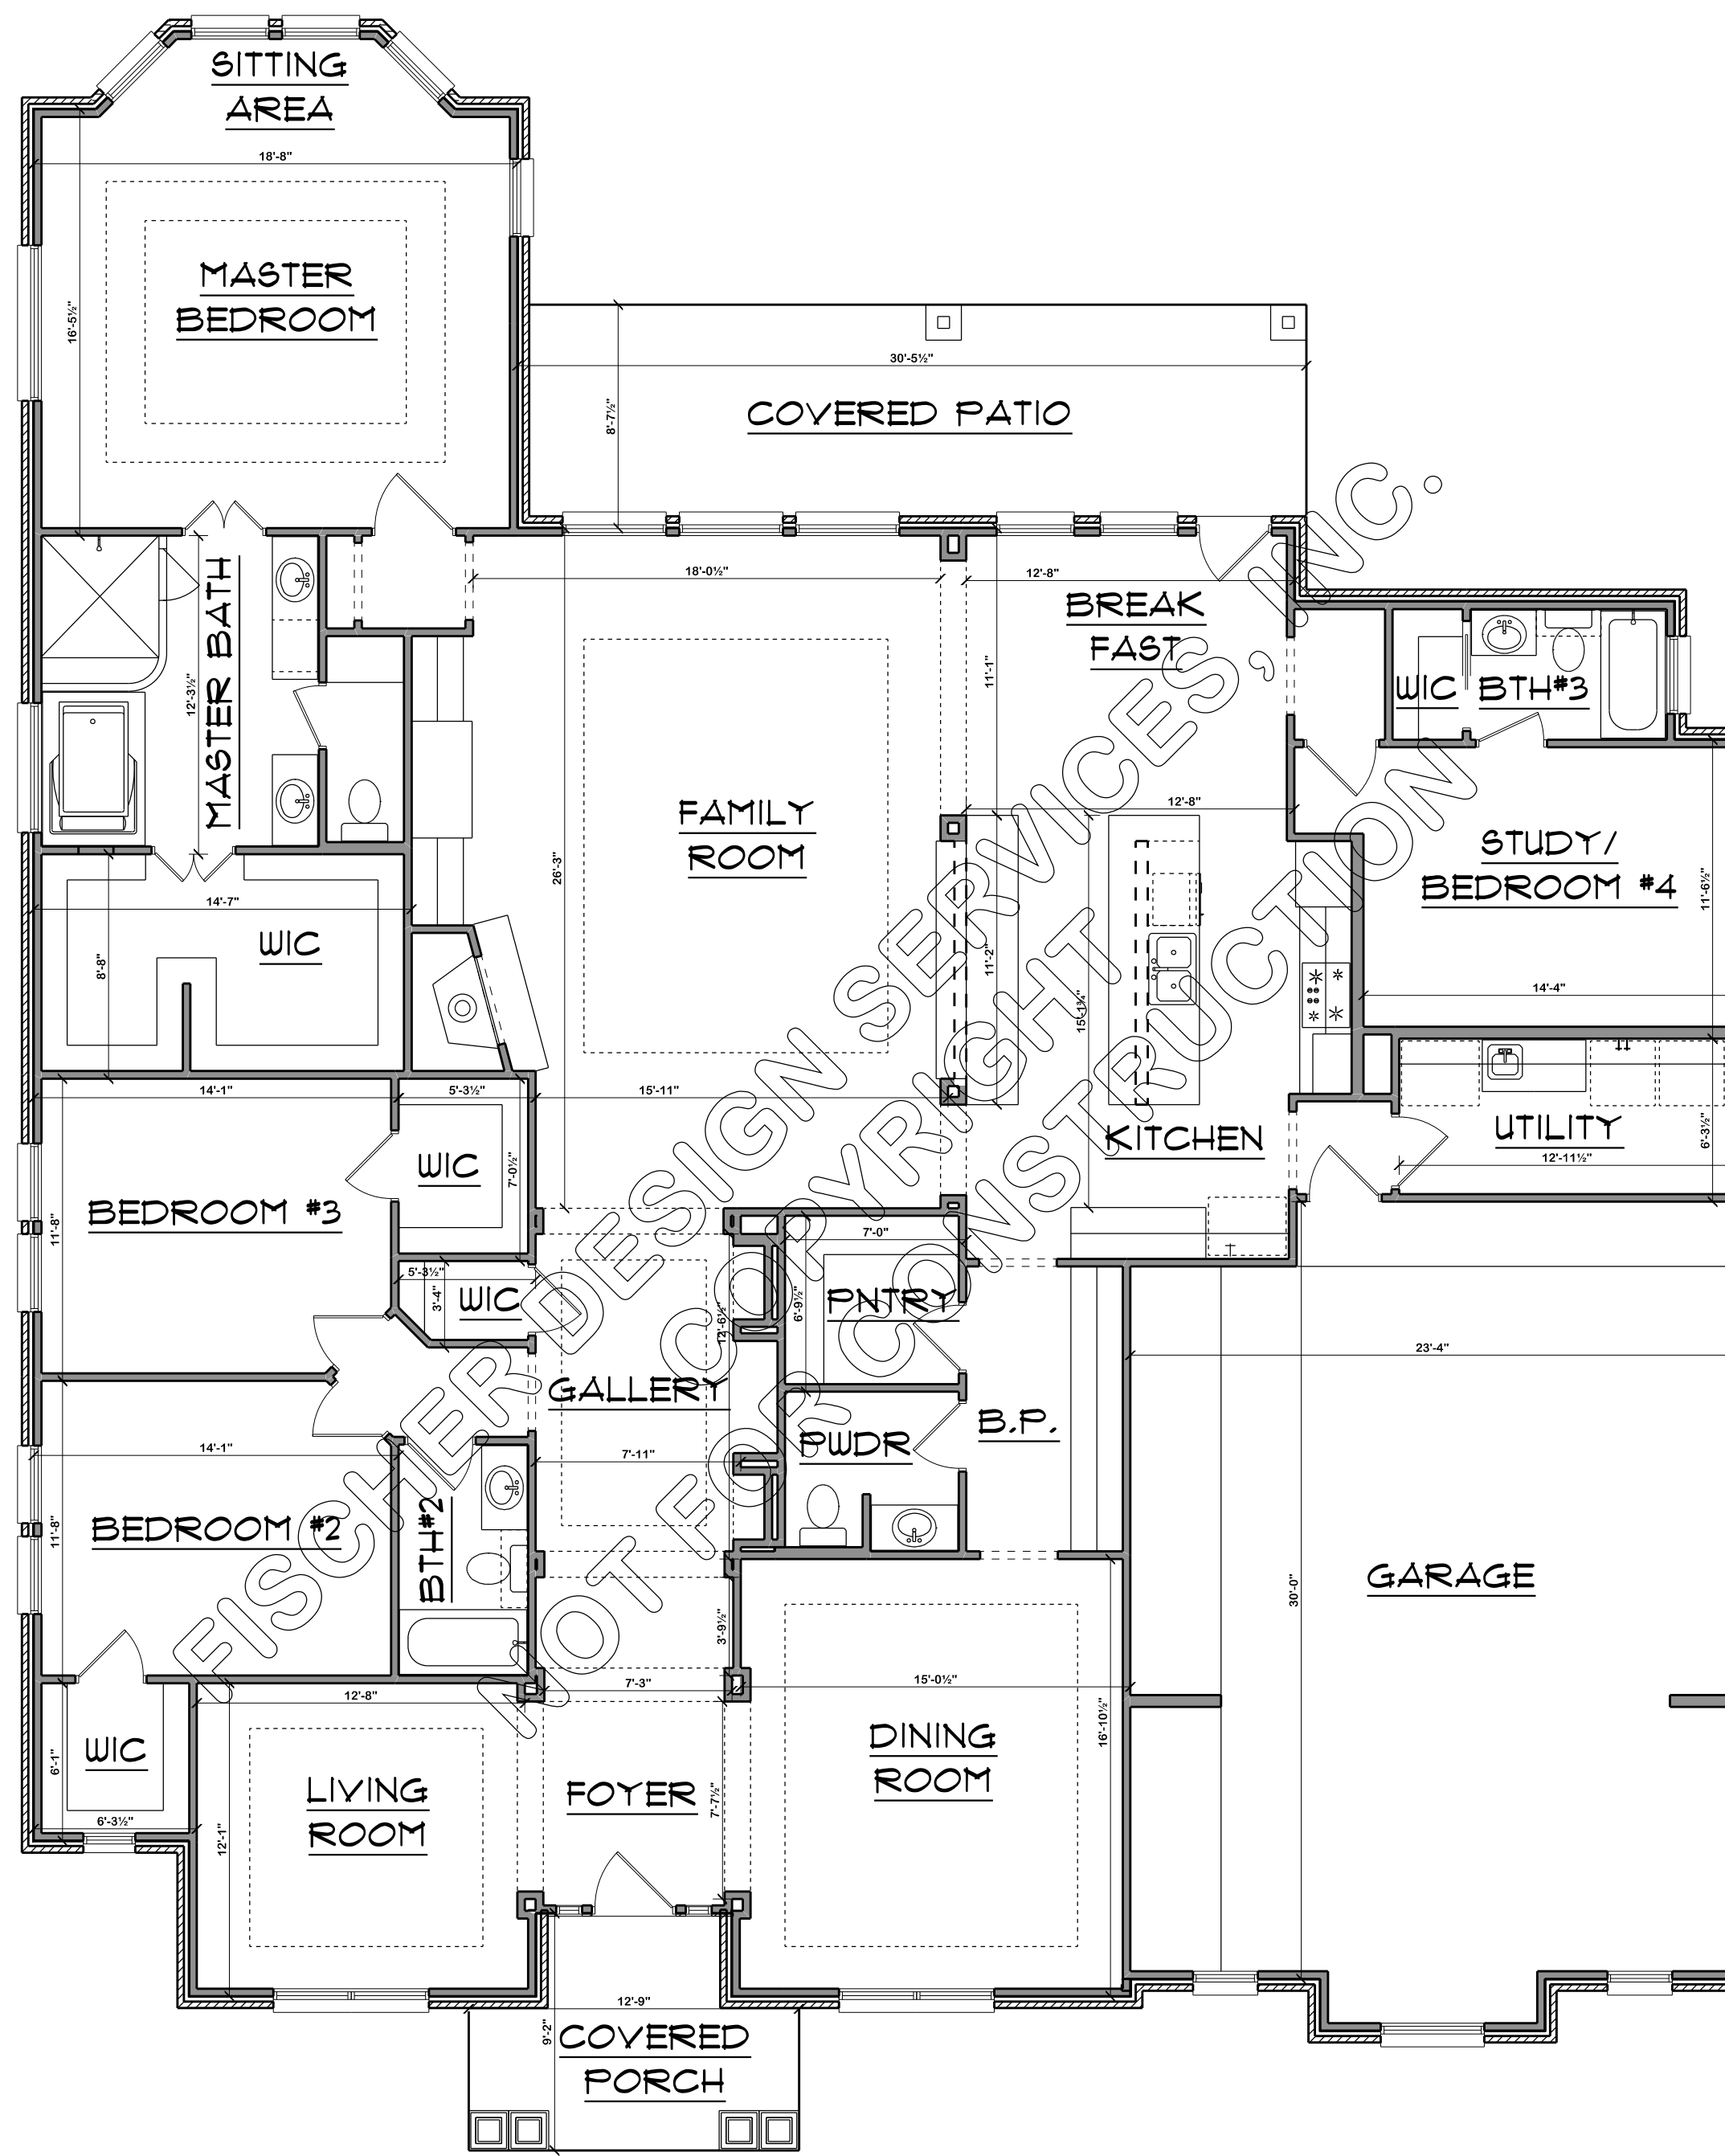 SITTING
AREA
18'-8"
MASTER
BEDROOM
16'-5½"
30'-5½"
8'-7½"
COVERED PATIO
18'-0½"
12'-8"
BREAK
FAST
11'-1"
MASTER BATH
12'-3½"
WIC
BTH#3
12'-8"
FAMILY
ROOM
STUDY/
BEDROOM #4
11'-6½"
26'-3"
14'-7"
WIC
8'-8"
11'-2"
15'-1¾"
14'-4"
14'-1"
5'-3½"
15'-11"
KITCHEN
UTILITY
6'-3½"
12'-11½"
WIC
7'-0½"
BEDROOM #3
11'-8"
7'-0"
5'-3½"
3'-4"
WIC
12'-6½"
6'-9½"
PNTRY
23'-4"
GALLERY
B.P.
PWDR
14'-1"
7'-11"
BEDROOM #2
11'-8"
BTH#2
GARAGE
30'-0"
3'-9½"
12'-8"
7'-3"
15'-0½"
16'-10½"
WIC
6'-1"
DINING
ROOM
LIVING
ROOM
FOYER
7'-7½"
6'-3½"
12'-1"
12'-9"
9'-2"
COVERED
PORCH
FISCHER DESIGN SERVICES, INC.
COPYRIGHT
NOT FOR CONSTRUCTION